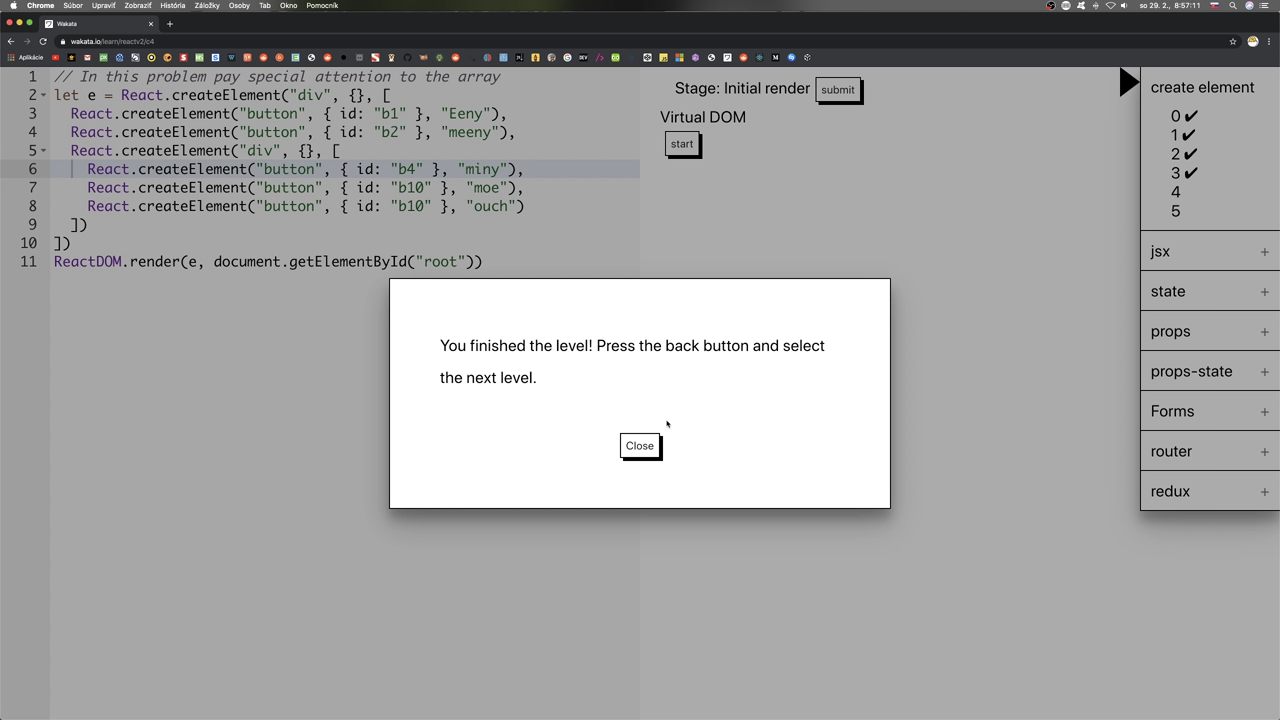 Chrome Súbor Upraviť Zobraziť História Záložky Osoby Tab Okno Pomocník
so 29. 2., 8:57:11
Wakata
wakata.io/learn/reactv2/c4
Aplikácie
1 // In this problem pay special attention to the array
2 let e = React.createElement("div", {}, [
3 React.createElement("button", { id: "b1" }, "Eeny"),
4 React.createElement("button", { id: "b2" }, "meeny"),
5 React.createElement("div", {}, [
6 React.createElement("button", { id: "b4" }, "miny"),
7 React.createElement("button", { id: "b10" }, "moe"),
8 React.createElement("button", { id: "b10" }, "ouch")
9 ])
10 ])
11 ReactDOM.render(e, document.getElementById("root"))
Stage: Initial render submit
Virtual DOM
start
create element
0 ✔
1 ✔
2 ✔
3 ✔
4
5
jsx +
state +
props +
props-state +
Forms +
router +
redux +
You finished the level! Press the back button and select
the next level.
Close